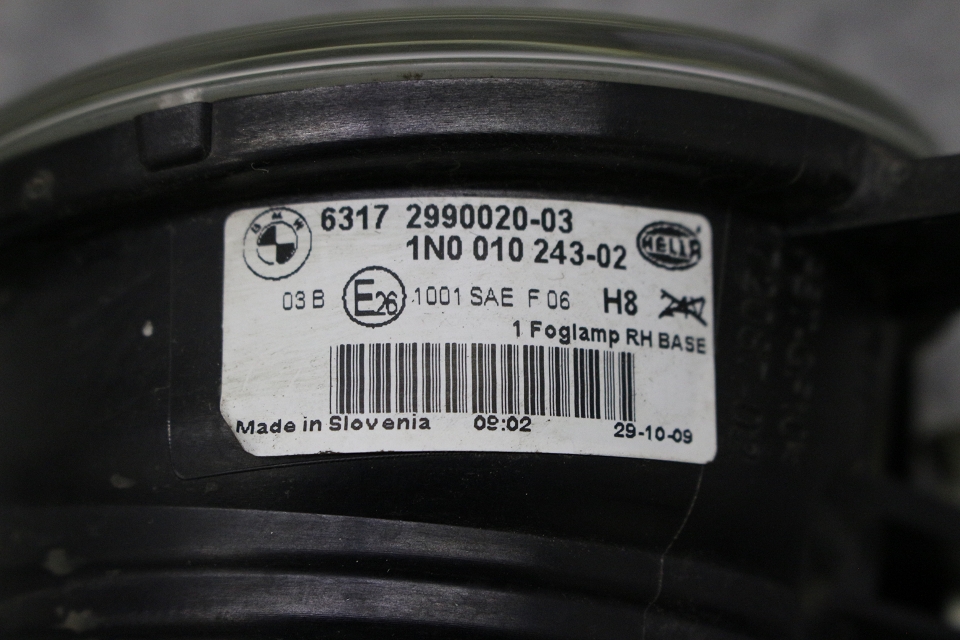 BMW 6317 2990020-03
1N0 010 243-02 HELLA
03 B E26 1001 SAE F 06 H8
1 Foglamp RH BASE
Made in Slovenia 09:02 29-10-09